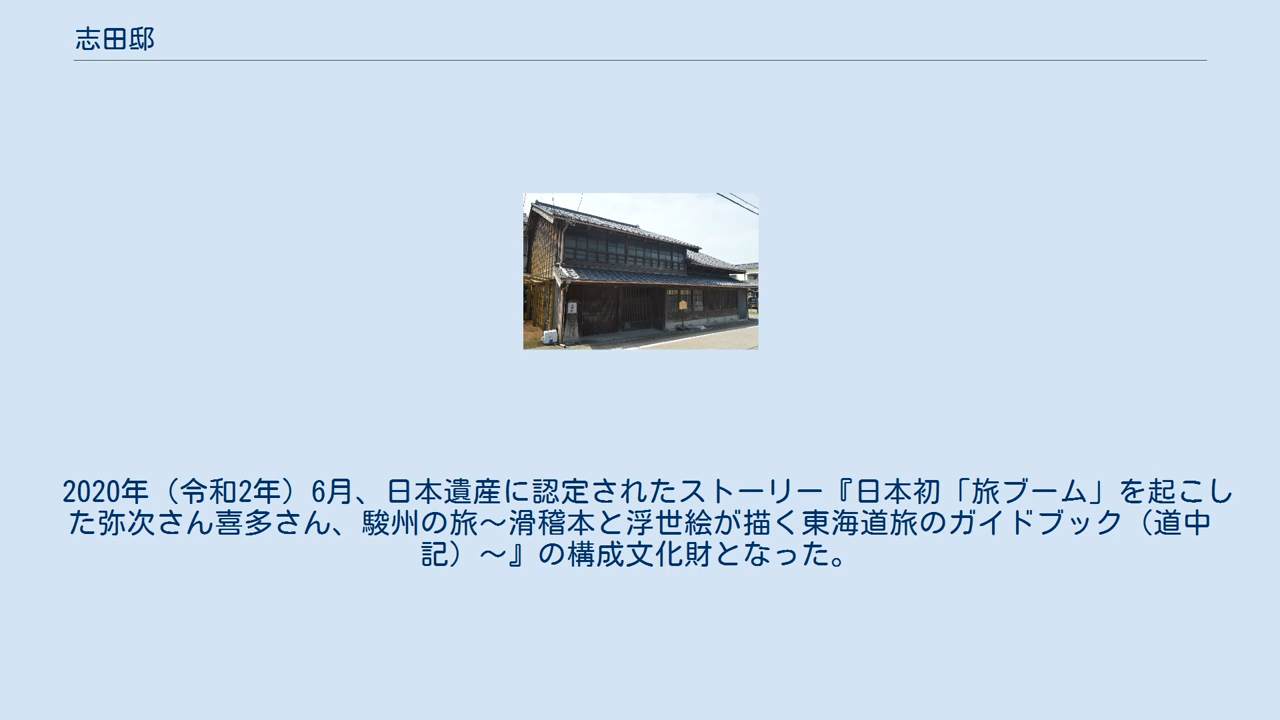 志田邸
2020年（令和2年）6月、日本遺産に認定されたストーリー『日本初「旅ブーム」を起こし
た弥次さん喜多さん、駿州の旅～滑稽本と浮世絵が描く東海道旅のガイドブック（道中
記）～』の構成文化財となった。